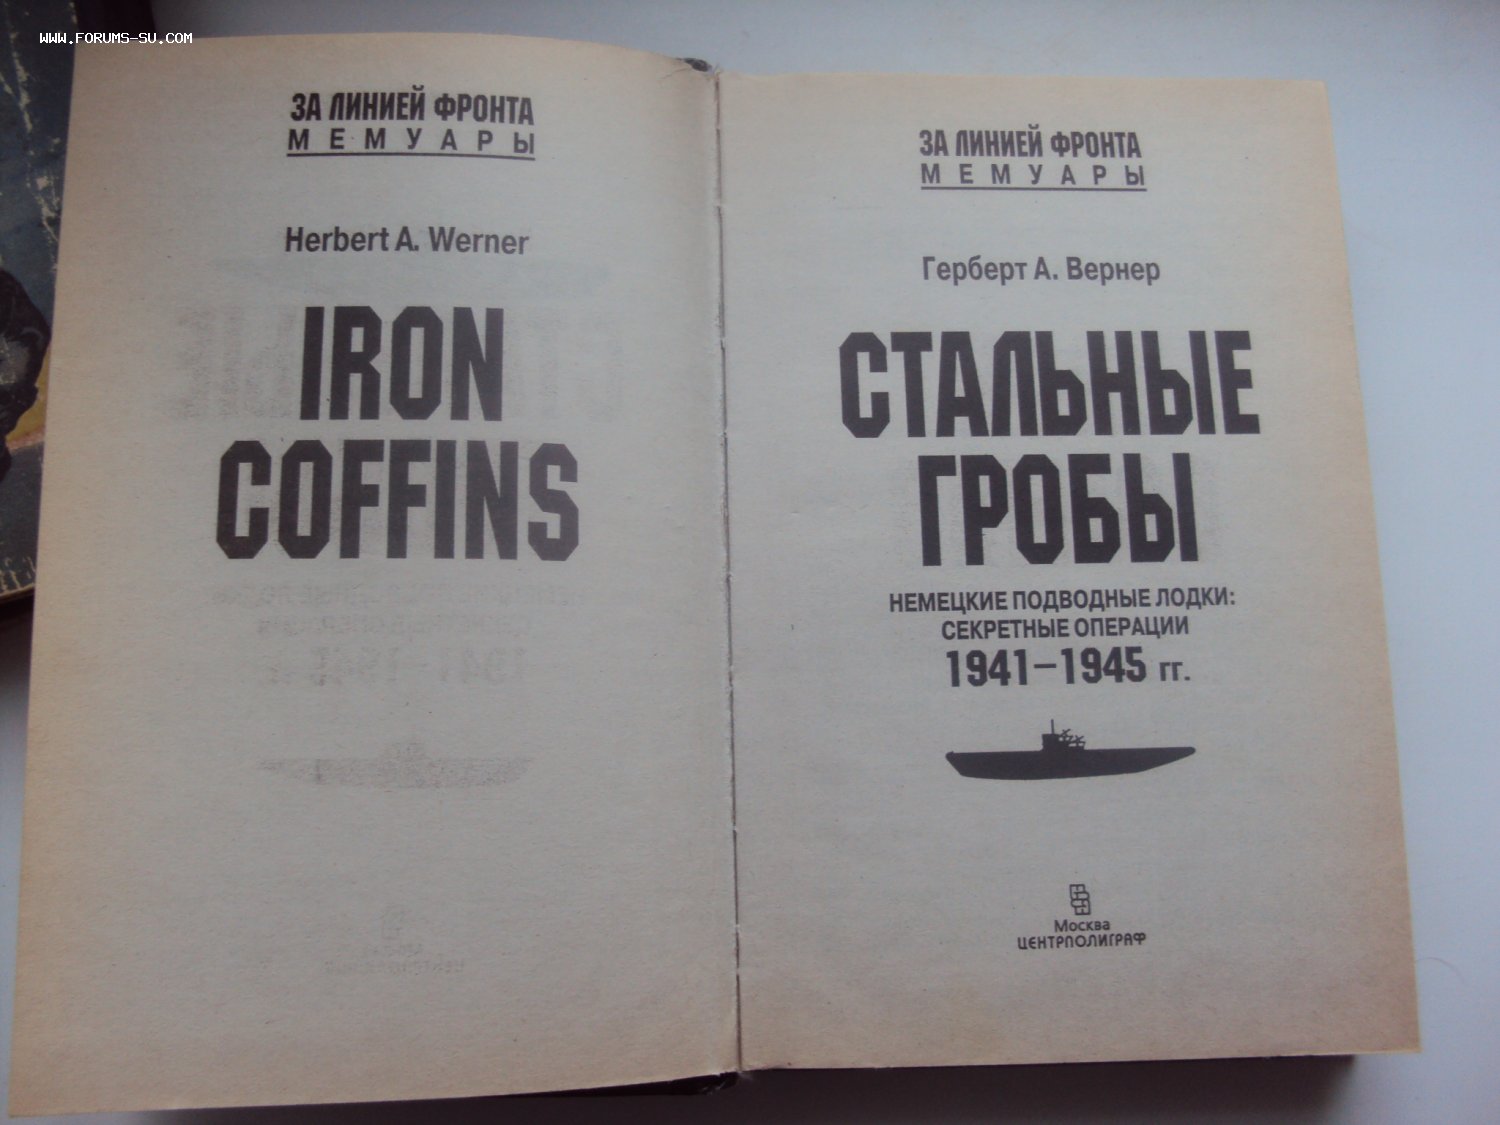 WWW.FORUMS-SU.COM
ЗА ЛИНИЕЙ ФРОНТА
МЕМУАРЫ
Herbert A. Werner
IRON
COFFINS
ЗА ЛИНИЕЙ ФРОНТА
МЕМУАРЫ
Герберт А. Вернер
СТАЛЬНЫЕ
ГРОБЫ
НЕМЕЦКИЕ ПОДВОДНЫЕ ЛОДКИ:
СЕКРЕТНЫЕ ОПЕРАЦИИ
1941–1945 гг.
Москва
ЦЕНТРПОЛИГРАФ